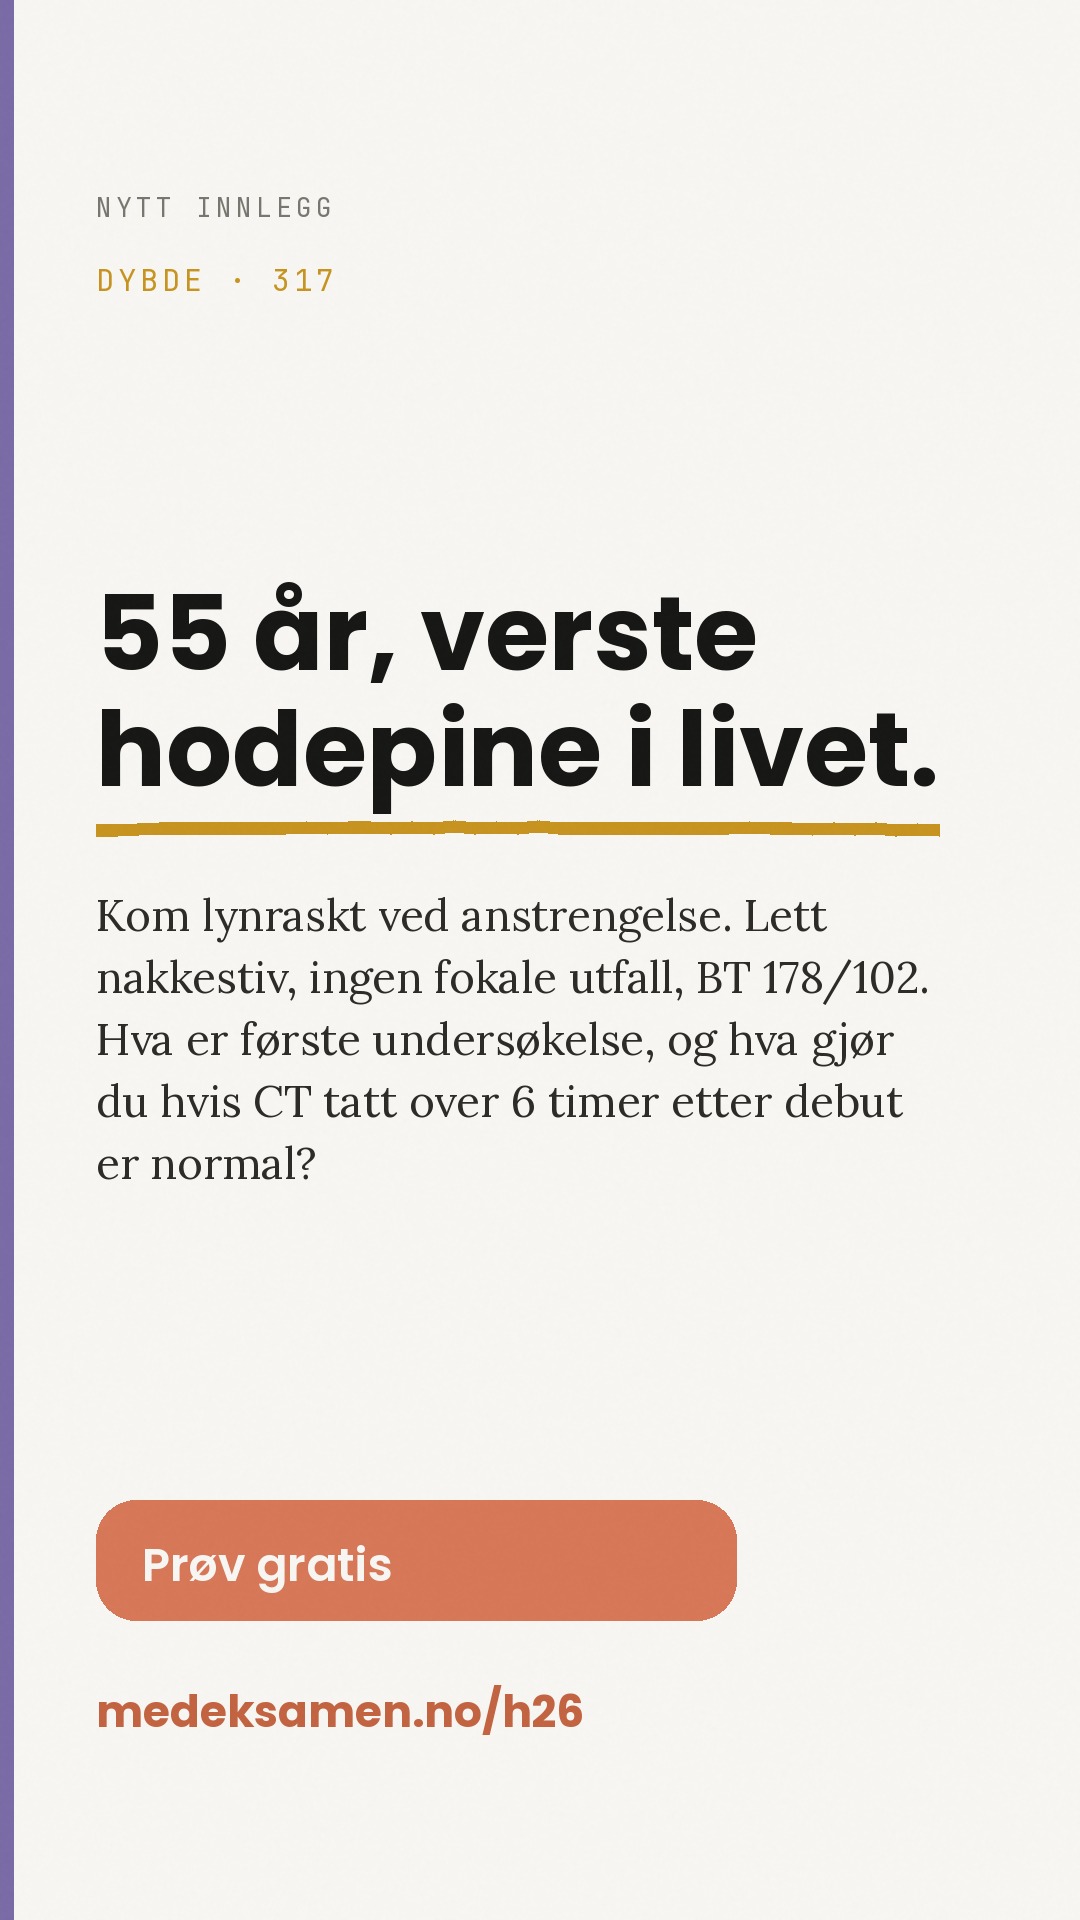 NYTT INNLEGG
DYBDE · 317
55 år, verste
hodepine i livet.
Kom lynraskt ved anstrengelse. Lett
nakkestiv, ingen fokale utfall, BT 178/102.
Hva er første undersøkelse, og hva gjør
du hvis CT tatt over 6 timer etter debut
er normal?
Prøv gratis
medeksamen.no/h26